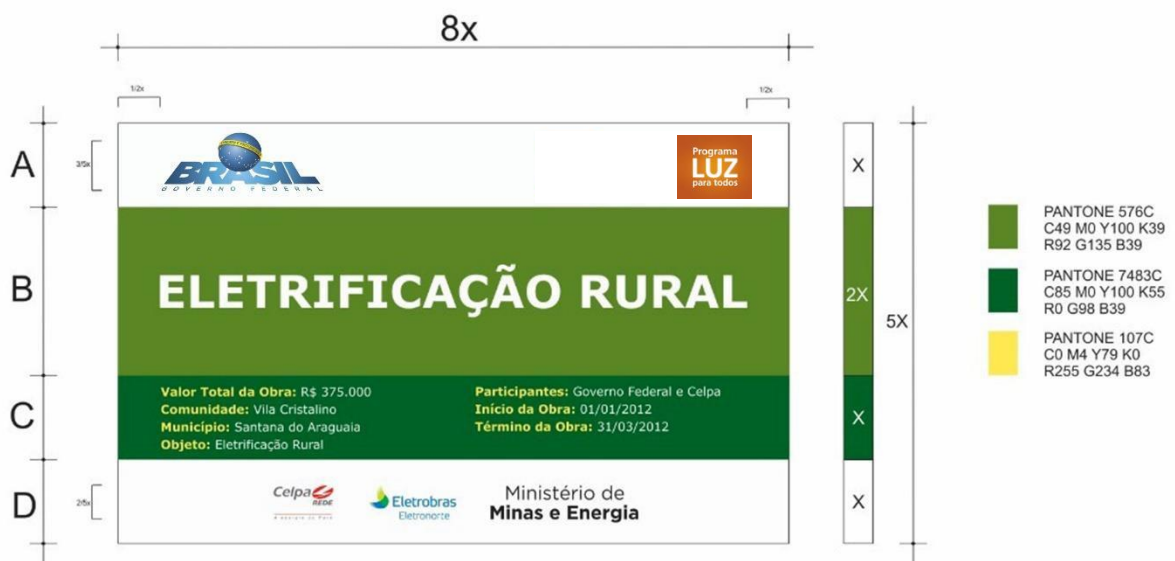 8x
1/2x
1/2x
A
3/5x
BRASIL
GOVERNO FEDERAL
Programa
LUZ
para todos
X
B
ELETRIFICAÇÃO RURAL
2X
5X
PANTONE 576C
C49 M0 Y100 K39
R92 G135 B39
PANTONE 7483C
C85 M0 Y100 K55
R0 G98 B39
PANTONE 107C
C0 M4 Y79 K0
R255 G234 B83
C
Valor Total da Obra: R$ 375.000
Comunidade: Vila Cristalino
Município: Santana do Araguaia
Objeto: Eletrificação Rural
Participantes: Governo Federal e Celpa
Início da Obra: 01/01/2012
Término da Obra: 31/03/2012
X
D
2/5x
Celpa
REDE
A energia do Pará
Eletrobras
Eletronorte
Ministério de
Minas e Energia
X